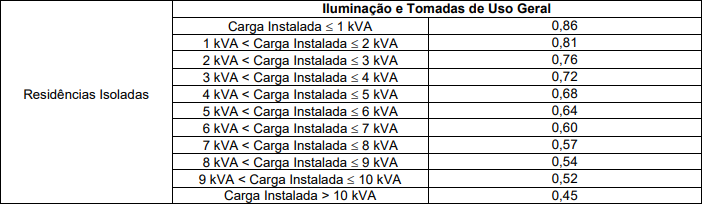 Iluminação e Tomadas de Uso Geral
Residências Isoladas
Carga Instalada ≤ 1 kVA 0,86
1 kVA < Carga Instalada ≤ 2 kVA 0,81
2 kVA < Carga Instalada ≤ 3 kVA 0,76
3 kVA < Carga Instalada ≤ 4 kVA 0,72
4 kVA < Carga Instalada ≤ 5 kVA 0,68
5 kVA < Carga Instalada ≤ 6 kVA 0,64
6 kVA < Carga Instalada ≤ 7 kVA 0,60
7 kVA < Carga Instalada ≤ 8 kVA 0,57
8 kVA < Carga Instalada ≤ 9 kVA 0,54
9 kVA < Carga Instalada ≤ 10 kVA 0,52
Carga Instalada > 10 kVA 0,45